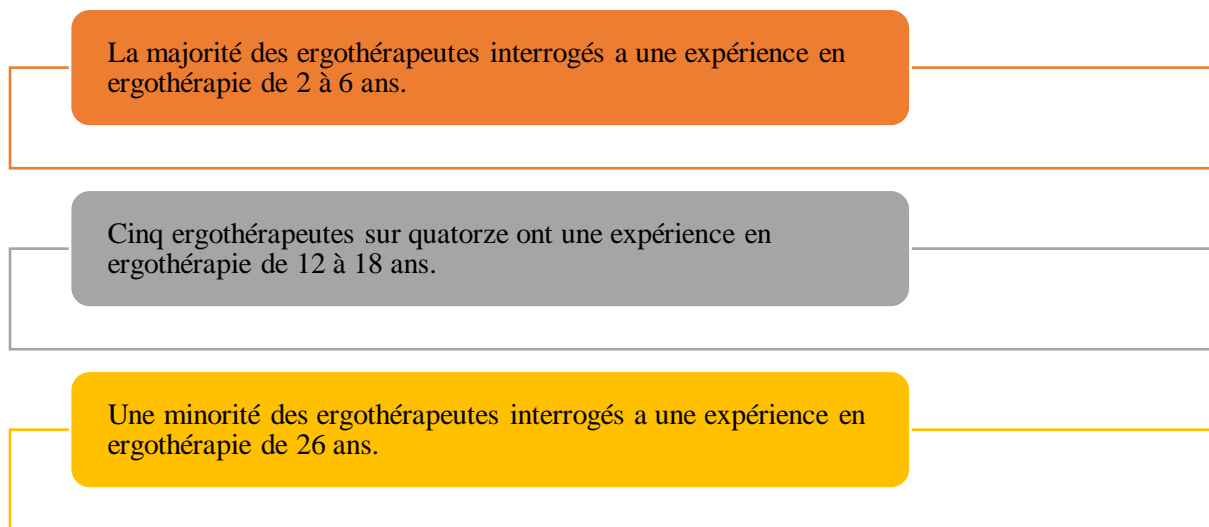 La majorité des ergothérapeutes interrogés a une expérience en
ergothérapie de 2 à 6 ans.
Cinq ergothérapeutes sur quatorze ont une expérience en
ergothérapie de 12 à 18 ans.
Une minorité des ergothérapeutes interrogés a une expérience en
ergothérapie de 26 ans.